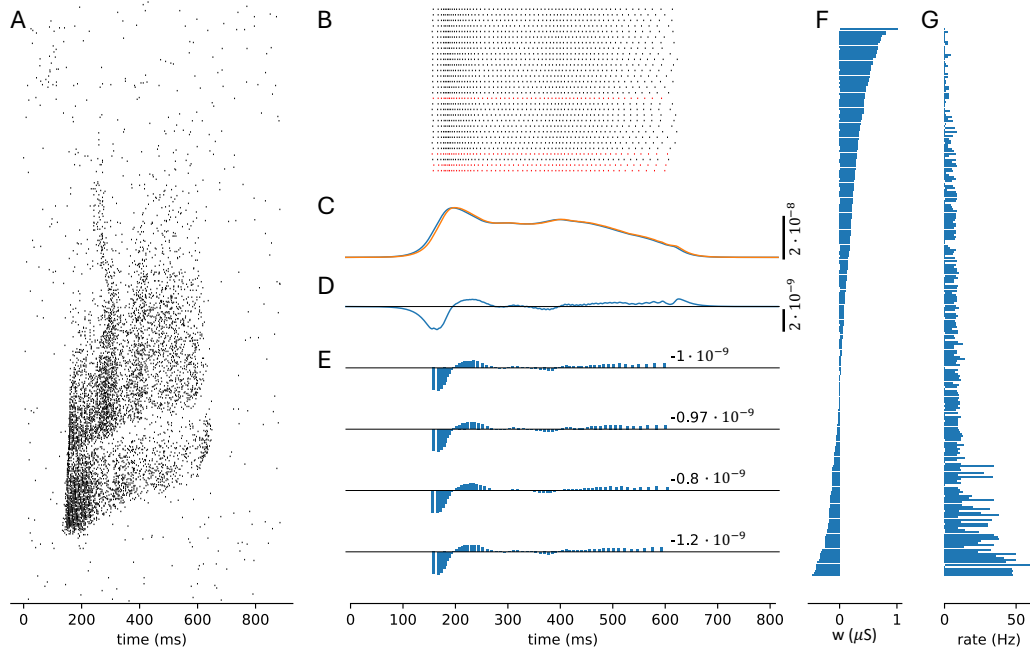 A
B
F
G
C
2 · 10⁻⁸
D
2 · 10⁻⁹
E
-1 · 10⁻⁹
-0.97 · 10⁻⁹
-0.8 · 10⁻⁹
-1.2 · 10⁻⁹
0 200 400 600 800
time (ms)
0 100 200 300 400 500 600 700 800
time (ms)
0 1
w (μS)
0 50
rate (Hz)